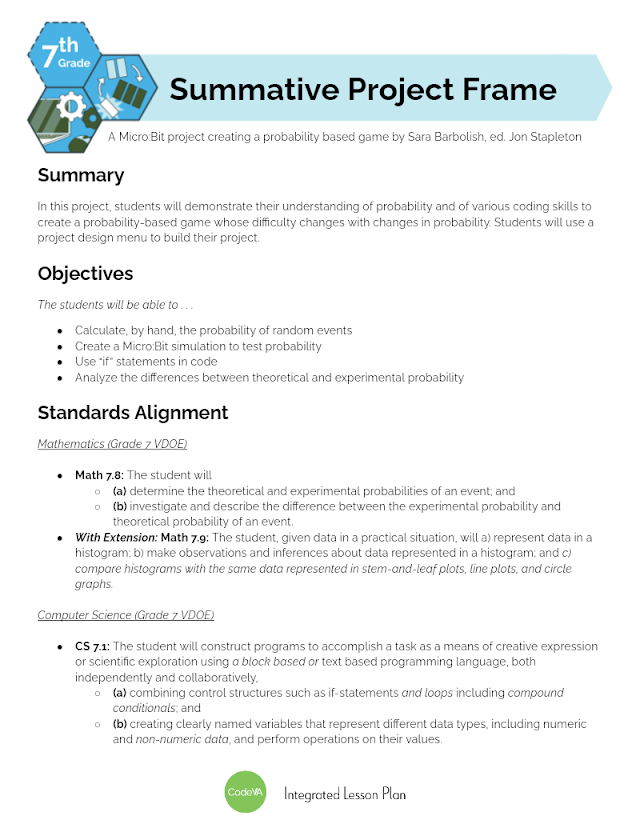 7th
Grade
Summative Project Frame
A Micro:Bit project creating a probability based game by Sara Barbolish, ed. Jon Stapleton
Summary
In this project, students will demonstrate their understanding of probability and of various coding skills to
create a probability-based game whose difficulty changes with changes in probability. Students will use a
project design menu to build their project.
Objectives
The students will be able to . . .
● Calculate, by hand, the probability of random events
● Create a Micro:Bit simulation to test probability
● Use “if” statements in code
● Analyze the differences between theoretical and experimental probability
Standards Alignment
Mathematics (Grade 7 VDOE)
● Math 7.8: The student will
○ (a) determine the theoretical and experimental probabilities of an event; and
○ (b) investigate and describe the difference between the experimental probability and
theoretical probability of an event.
● With Extension: Math 7.9: The student, given data in a practical situation, will a) represent data in a
histogram; b) make observations and inferences about data represented in a histogram; and c)
compare histograms with the same data represented in stem-and-leaf plots, line plots, and circle
graphs.
Computer Science (Grade 7 VDOE)
● CS 7.1: The student will construct programs to accomplish a task as a means of creative expression
or scientific exploration using a block based or text based programming language, both
independently and collaboratively,
○ (a) combining control structures such as if-statements and loops including compound
conditionals; and
○ (b) creating clearly named variables that represent different data types, including numeric
and non-numeric data, and perform operations on their values.
CodeVA
Integrated Lesson Plan